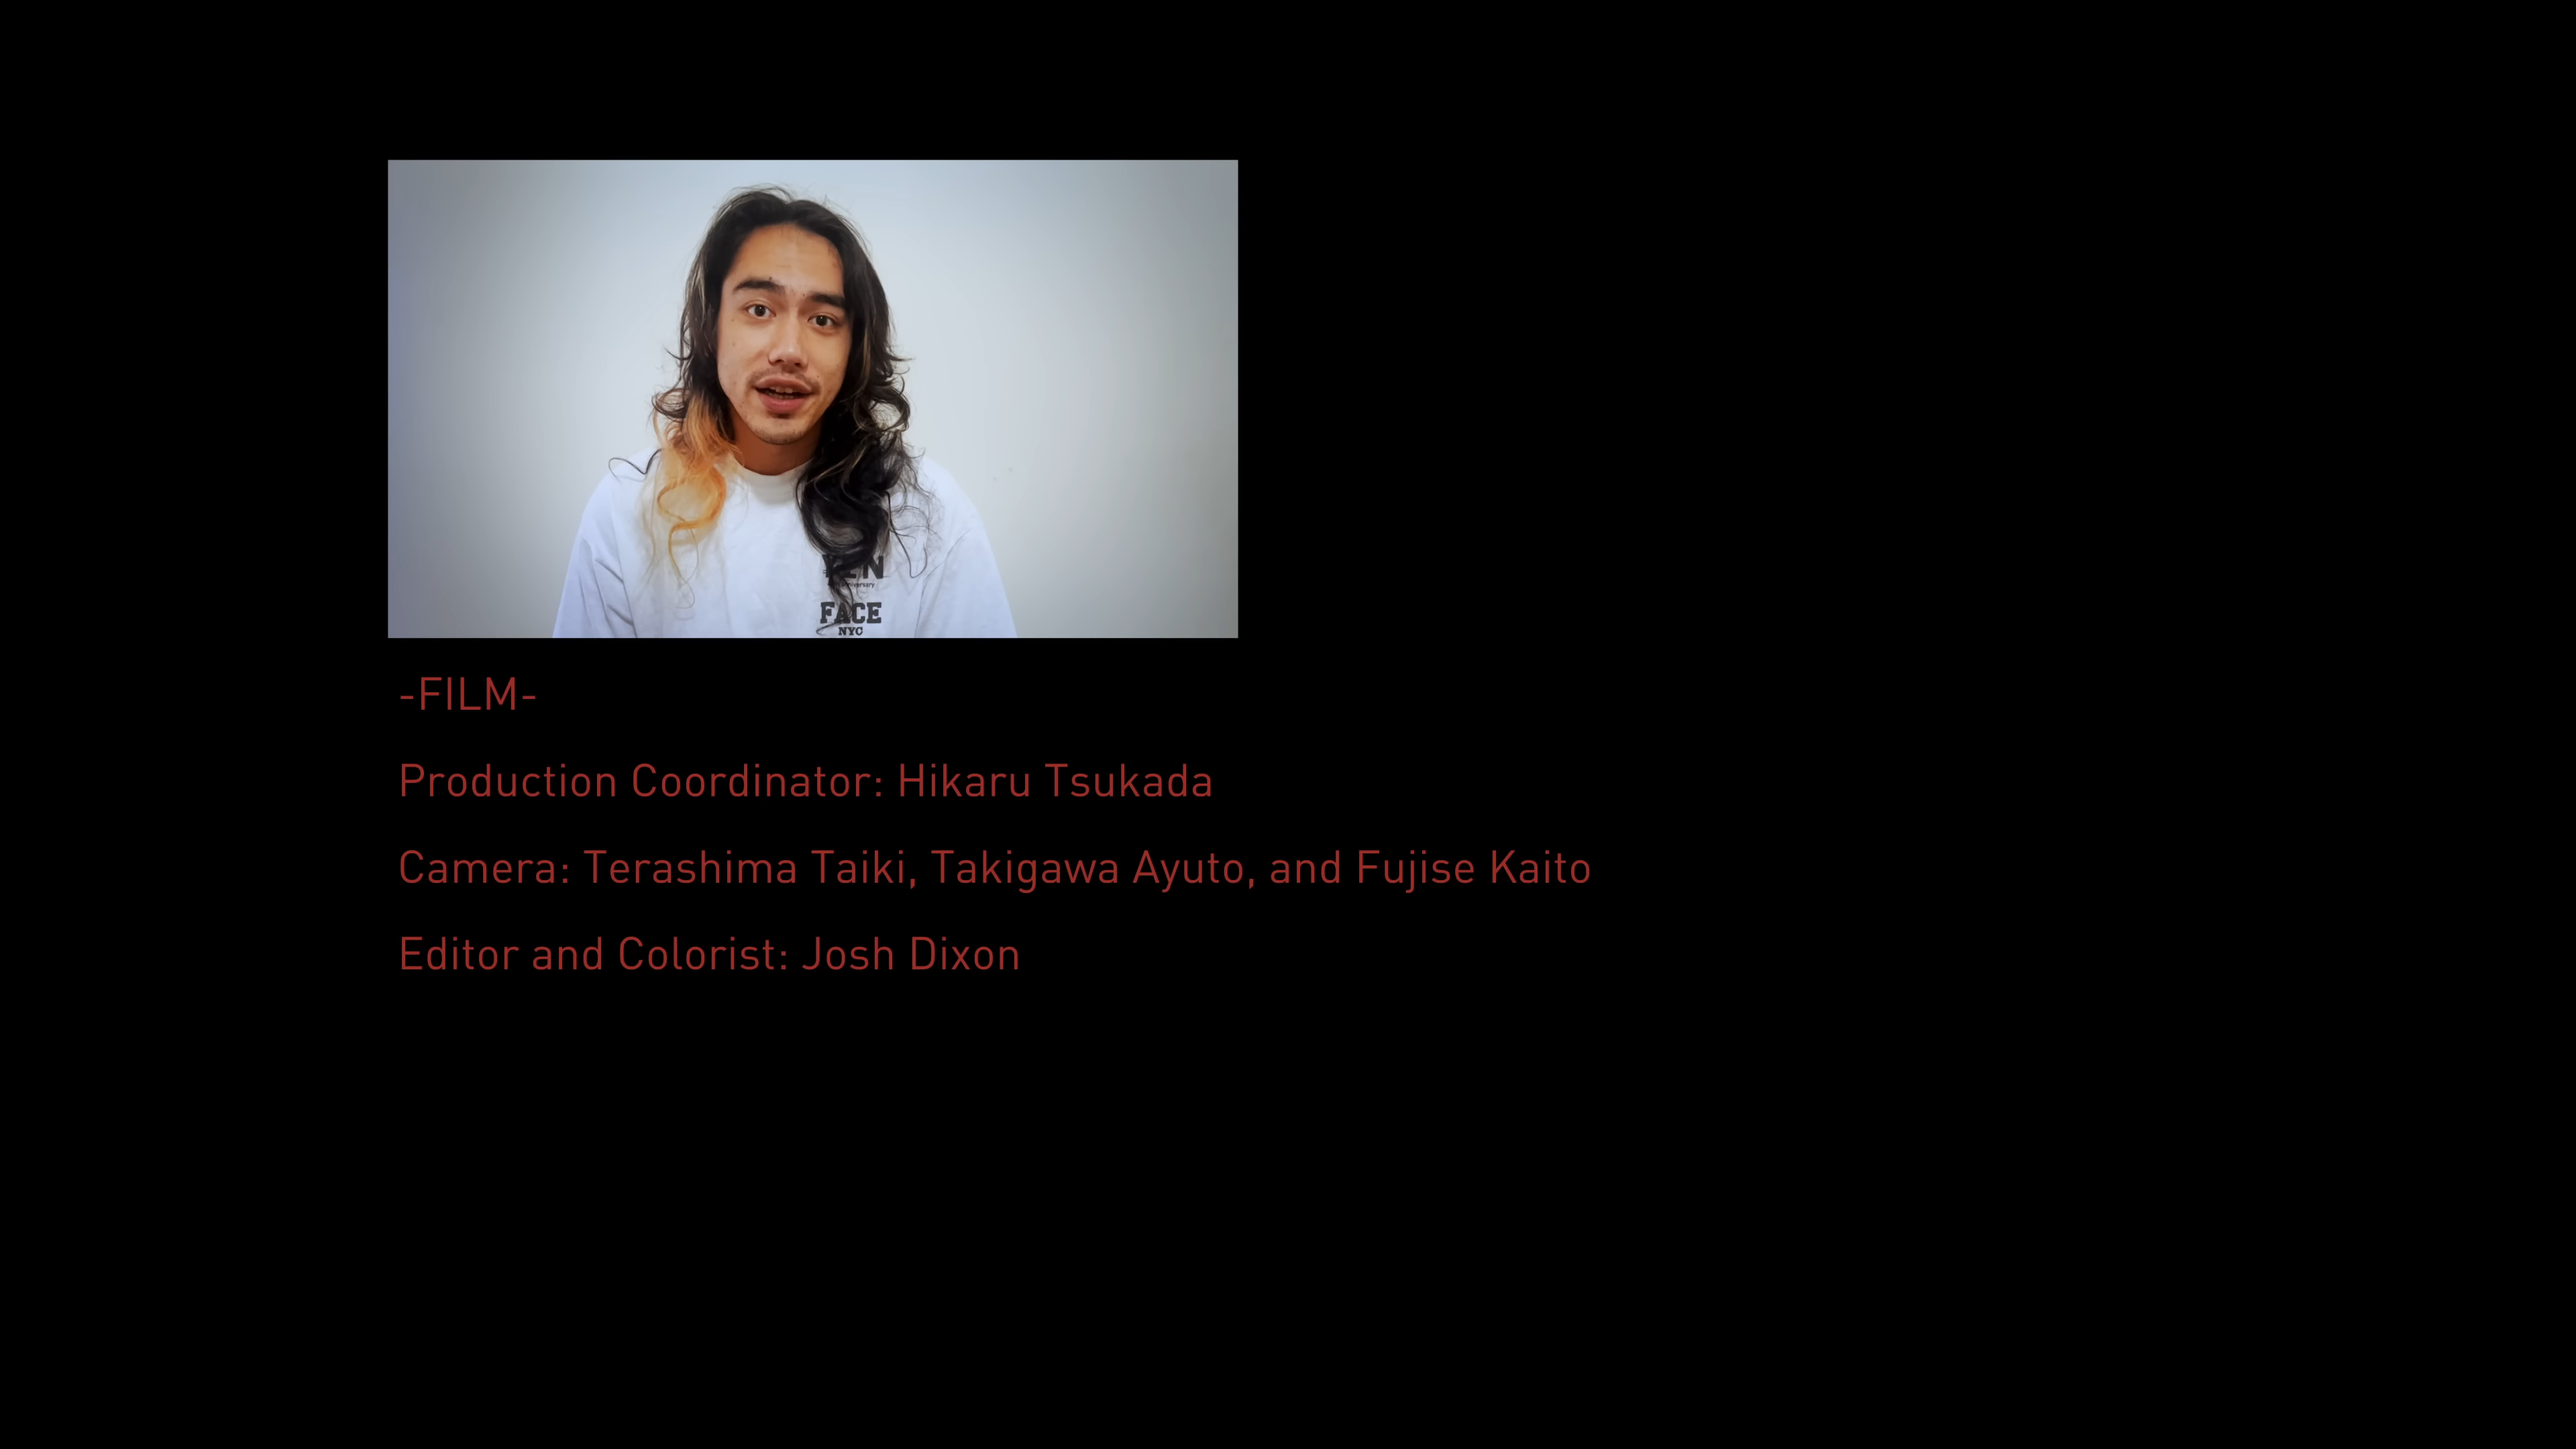 FACE
NYC
-FILM-
Production Coordinator: Hikaru Tsukada
Camera: Terashima Taiki, Takigawa Ayuto, and Fujise Kaito
Editor and Colorist: Josh Dixon